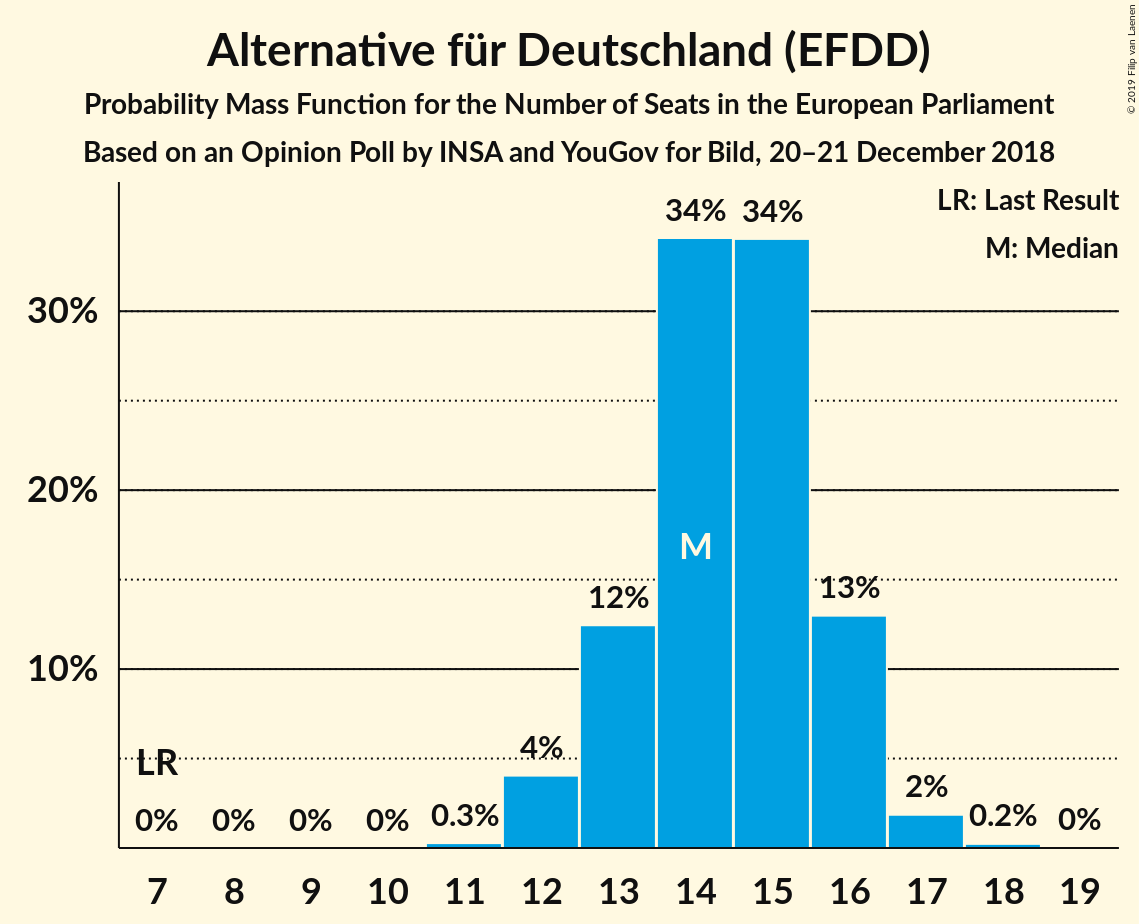 Alternative für Deutschland (EFDD)
Probability Mass Function for the Number of Seats in the European Parliament
Based on an Opinion Poll by INSA and YouGov for Bild, 20–21 December 2018
© 2019 Filip van Laenen
LR: Last Result
M: Median
34% 34%
30%
20%
M
12% 13%
10%
LR
4%
2%
0% 0% 0% 0% 0.3% 0.2% 0%
7 8 9 10 11 12 13 14 15 16 17 18 19